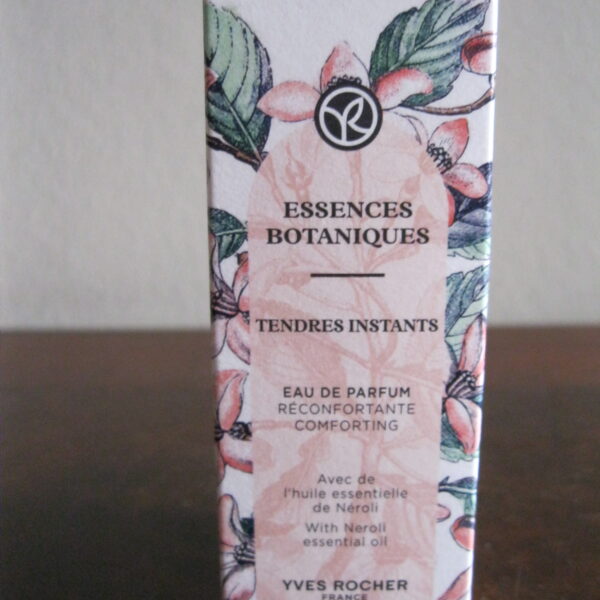 ESSENCES
BOTANIQUES
TENDRES INSTANTS
EAU DE PARFUM
RÉCONFORTANTE
COMFORTING
Avec de
l'huile essentielle
de Néroli
With Neroli
essential oil
YVES ROCHER
FRANCE